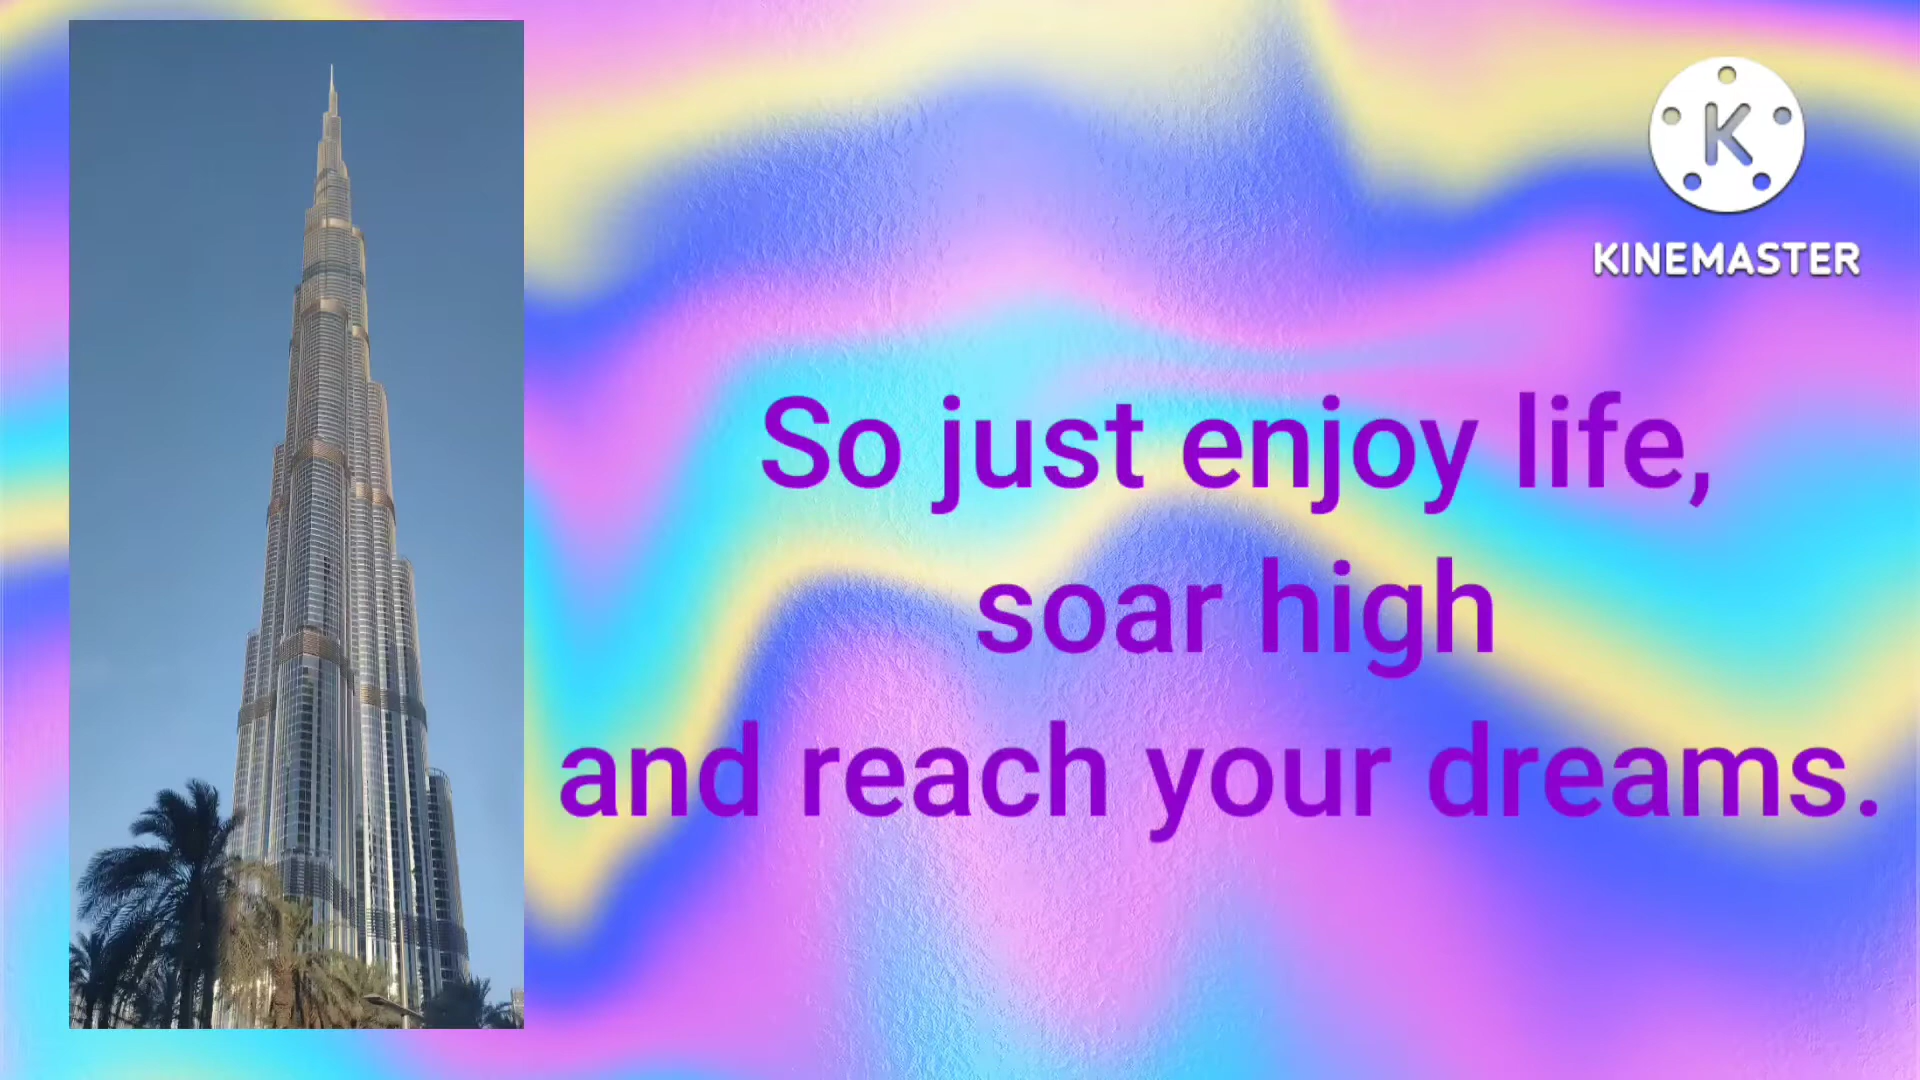 K
KINEMASTER
So just enjoy life,
soar high
and reach your dreams.